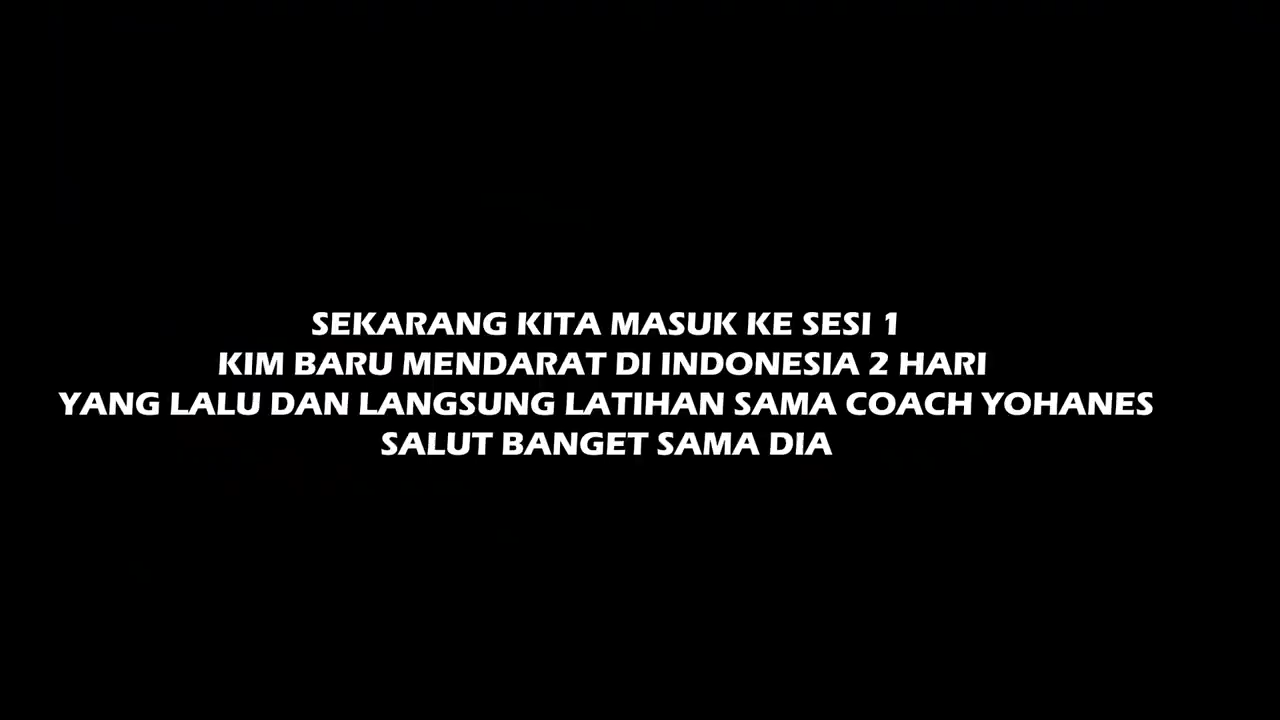 SEKARANG KITA MASUK KE SESI 1
KIM BARU MENDARAT DI INDONESIA 2 HARI
YANG LALU DAN LANGSUNG LATIHAN SAMA COACH YOHANES
SALUT BANGET SAMA DIA